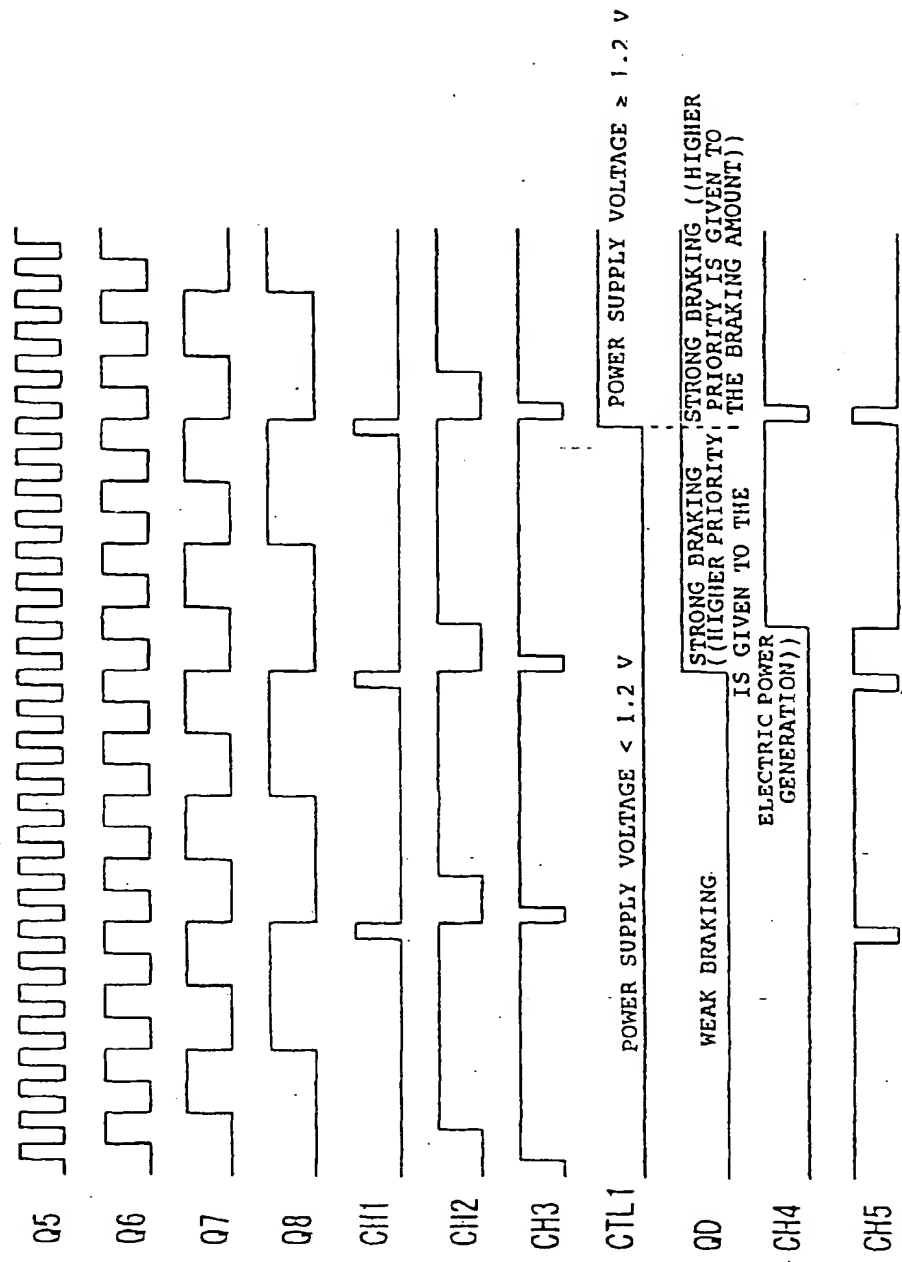 Q5
Q6
Q7
Q8
CH1
CH2
CH3
CTL1
POWER SUPPLY VOLTAGE < 1.2 V
POWER SUPPLY VOLTAGE ≥ 1.2 V
QD
WEAK BRAKING
STRONG BRAKING
((HIGHER PRIORITY
IS GIVEN TO THE
ELECTRIC POWER
GENERATION))
STRONG BRAKING ((HIGHER
PRIORITY IS GIVEN TO
THE BRAKING AMOUNT))
CH4
CH5